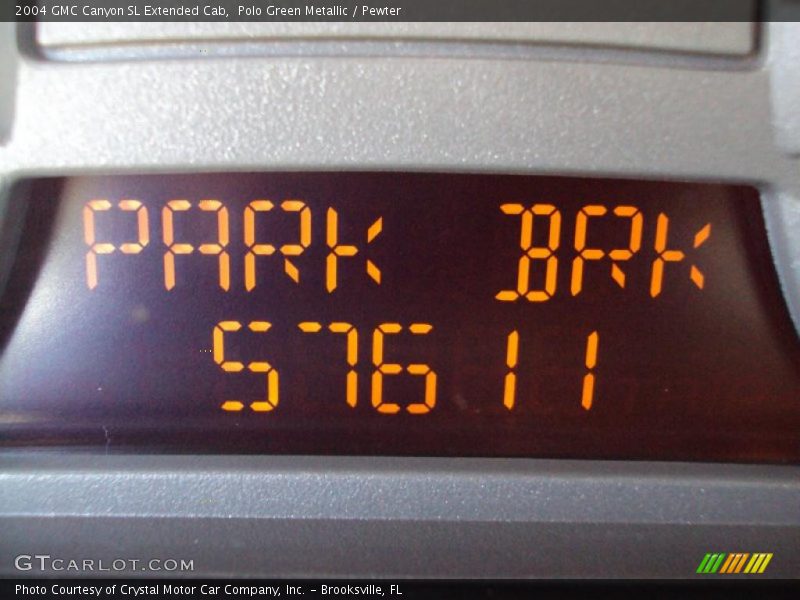 2004 GMC Canyon SL Extended Cab, Polo Green Metallic / Pewter
PARK BRK
57611
GTCARLOT.COM
Photo Courtesy of Crystal Motor Car Company, Inc. - Brooksville, FL